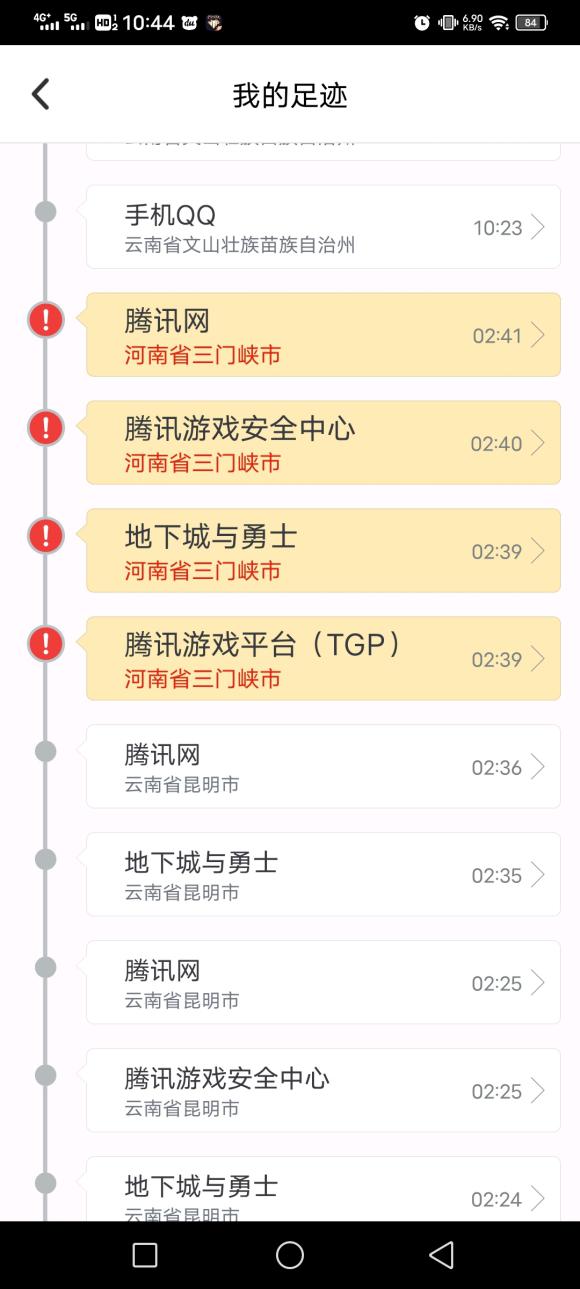 4G+ 5G HD 1 2 10:44 6.90 KB/s 84
我的足迹
手机QQ
云南省文山壮族苗族自治州
10:23
腾讯网
河南省三门峡市
02:41
腾讯游戏安全中心
河南省三门峡市
02:40
地下城与勇士
河南省三门峡市
02:39
腾讯游戏平台（TGP）
河南省三门峡市
02:39
腾讯网
云南省昆明市
02:36
地下城与勇士
云南省昆明市
02:35
腾讯网
云南省昆明市
02:25
腾讯游戏安全中心
云南省昆明市
02:25
地下城与勇士
云南省昆明市
02:24